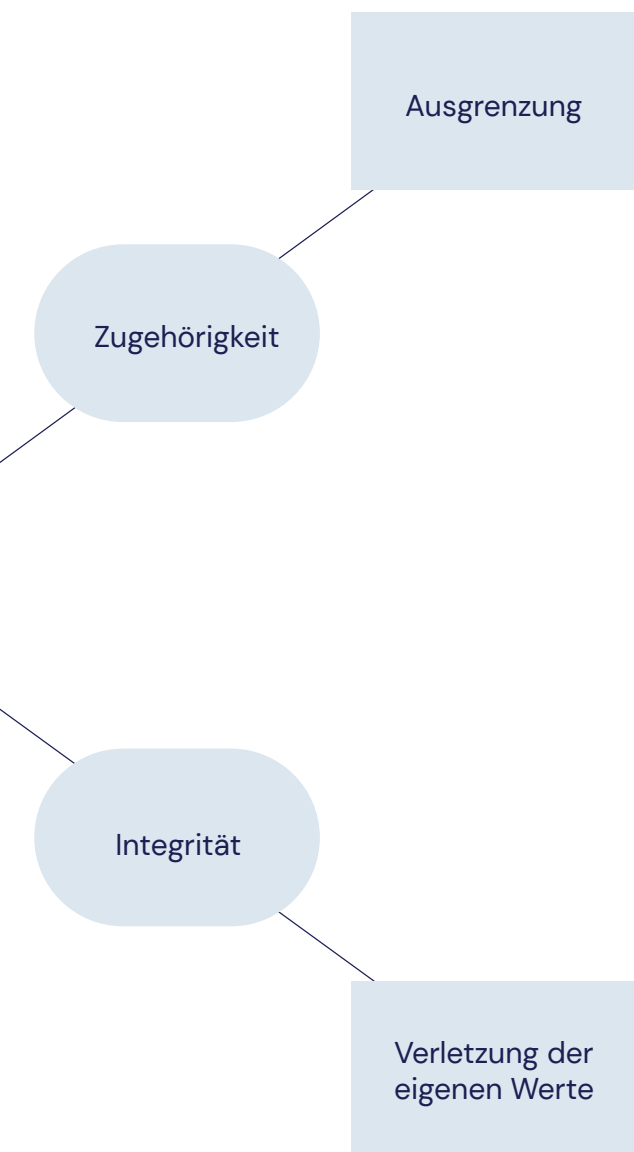 Ausgrenzung
Zugehörigkeit
Integrität
Verletzung der
eigenen Werte